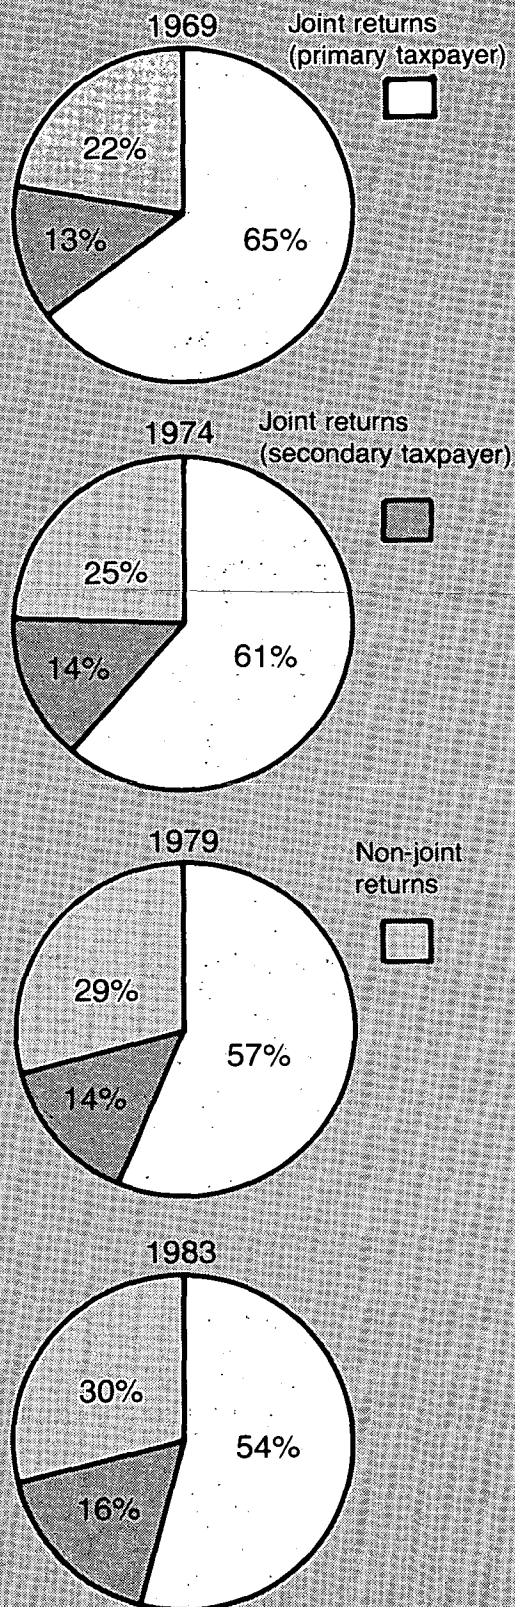 1969
Joint returns
(primary taxpayer)
22%
13%
65%
1974
Joint returns
(secondary taxpayer)
25%
14%
61%
1979
Non-joint
returns
29%
14%
57%
1983
30%
16%
54%